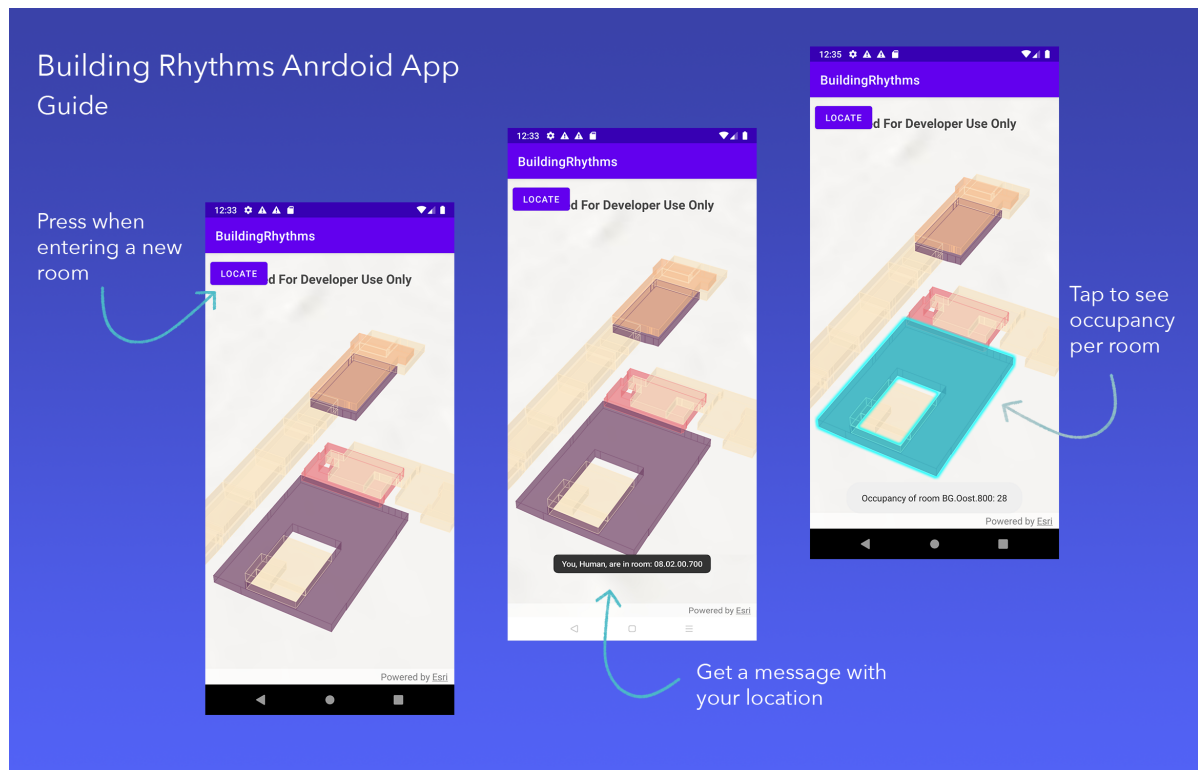 Building Rhythms Anrdoid App
Guide
Press when
entering a new
room
12:33
BuildingRhythms
LOCATE
d For Developer Use Only
Powered by Esri
12:33
BuildingRhythms
LOCATE
d For Developer Use Only
You, Human, are in room: 08.02.00.700
Powered by Esri
Get a message with
your location
12:35
BuildingRhythms
LOCATE
d For Developer Use Only
Occupancy of room BG.Oost.800: 28
Powered by Esri
Tap to see
occupancy
per room